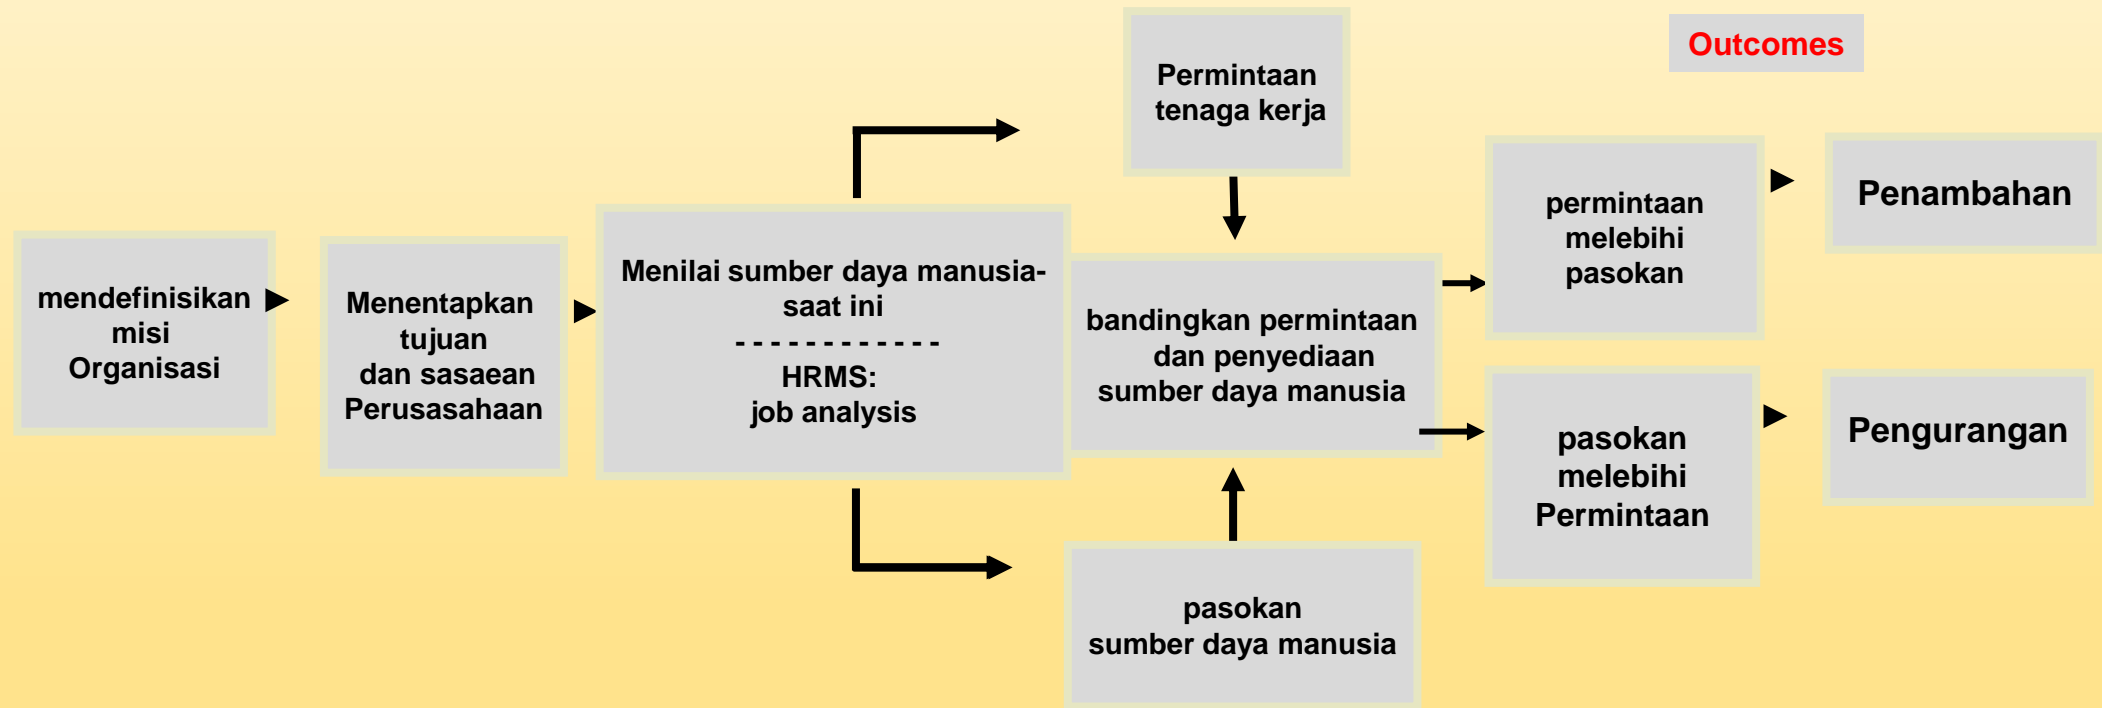 mendefinisikan
misi
Organisasi
Menentapkan
tujuan
dan sasaean
Perusasahaan
Menilai sumber daya manusia-
saat ini
- - - - - - - - - - - -
HRMS:
job analysis
Permintaan
tenaga kerja
bandingkan permintaan
dan penyediaan
sumber daya manusia
pasokan
sumber daya manusia
Outcomes
permintaan
melebihi
pasokan
Penambahan
pasokan
melebihi
Permintaan
Pengurangan